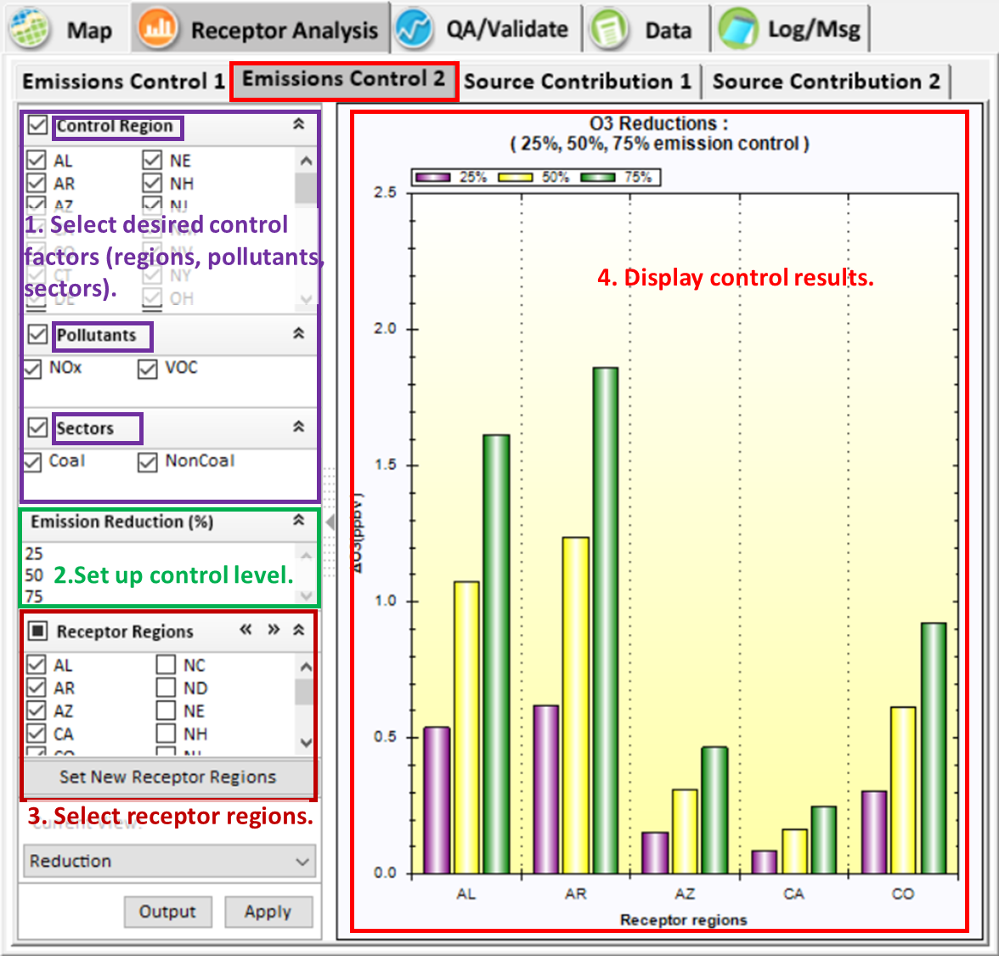 Map Receptor Analysis QA/Validate Data Log/Msg
Emissions Control 1 Emissions Control 2 Source Contribution 1 Source Contribution 2
Control Region
AL NE
AR NH
AZ NJ
1. Select desired control
factors (regions, pollutants,
sectors).
CT NY
DE OH
Pollutants
NOx VOC
Sectors
Coal NonCoal
Emission Reduction (%)
25
50
75
2.Set up control level.
Receptor Regions
AL NC
AR ND
AZ NE
CA NH
CO NJ
Set New Receptor Regions
3. Select receptor regions.
Current View:
Reduction
Output Apply
O3 Reductions :
( 25%, 50%, 75% emission control )
25% 50% 75%
4. Display control results.
2.5
2.0
1.5
1.0
0.5
0.0
ΔO3(ppbV)
AL AR AZ CA CO
Receptor regions